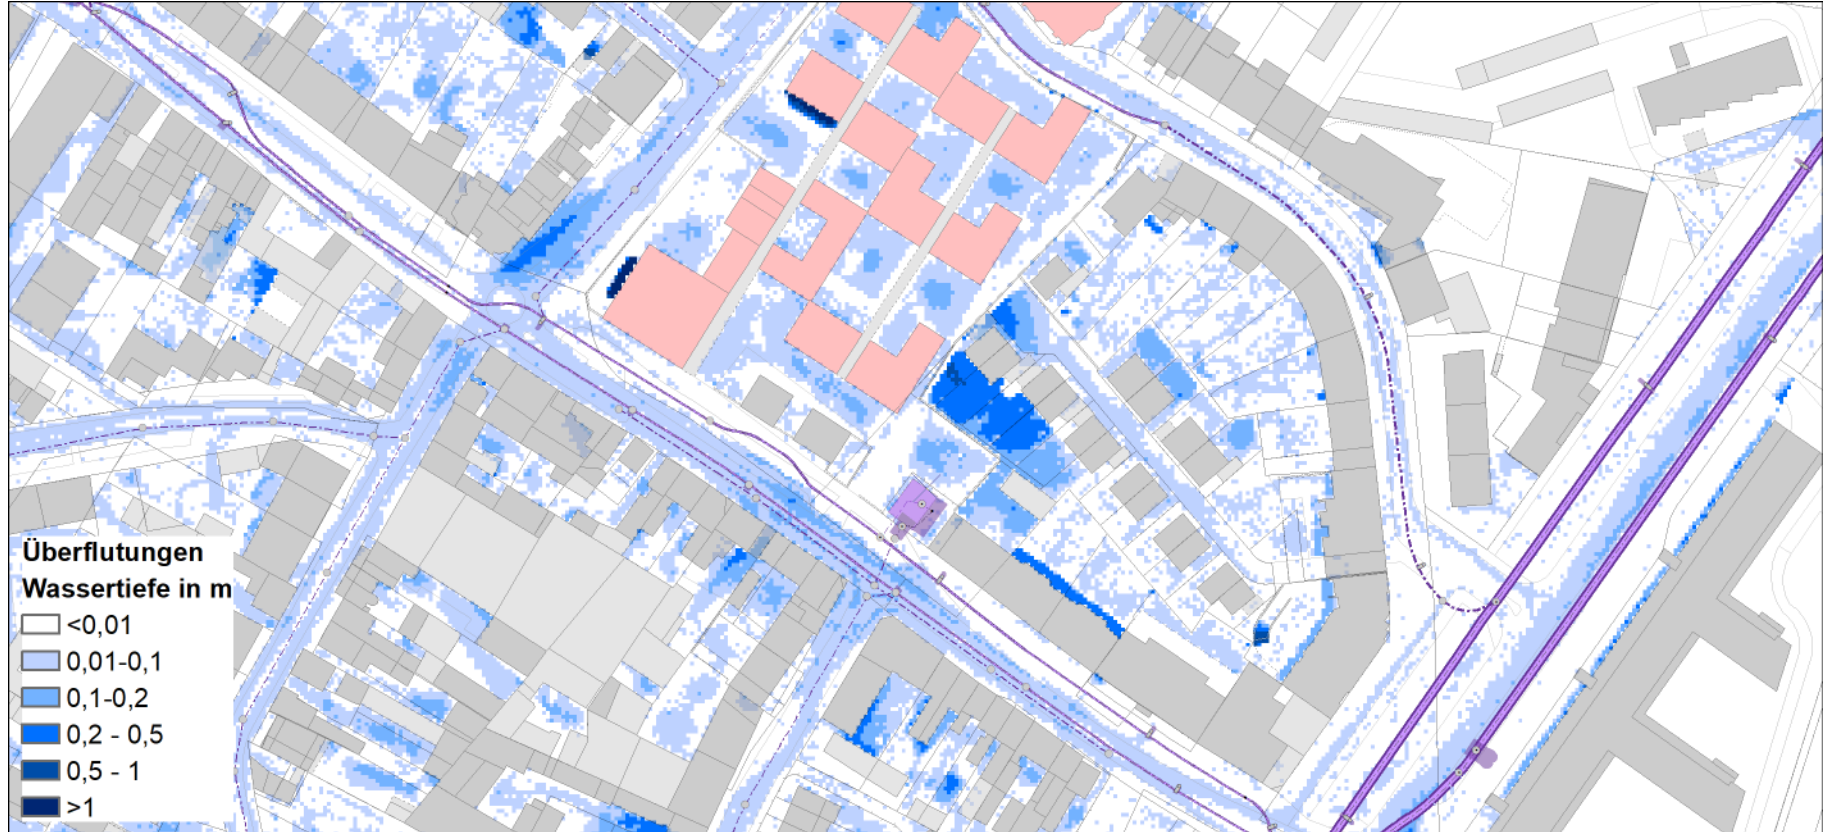 Überflutungen
Wassertiefe in m
<0,01
0,01-0,1
0,1-0,2
0,2 - 0,5
0,5 - 1
>1